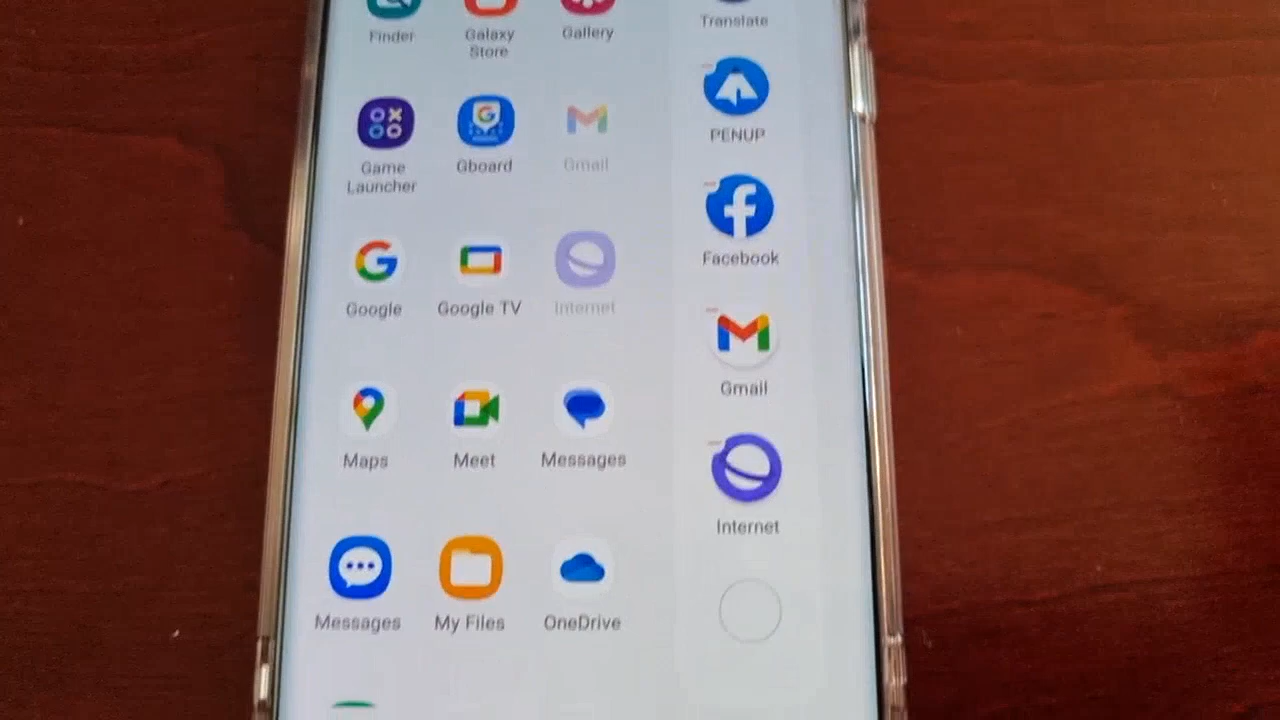 Finder
Galaxy
Store
Gallery
Translate
Game
Launcher
Gboard
Gmail
PENUP
Google
Google TV
Internet
Facebook
Maps
Meet
Messages
Gmail
Messages
My Files
OneDrive
Internet